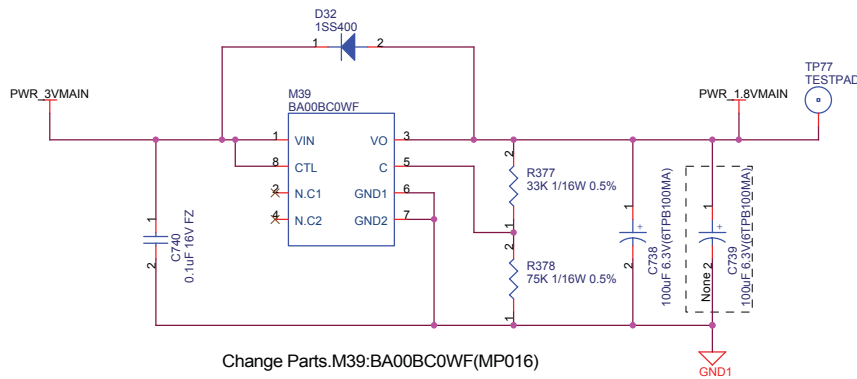 D32
1SS400
1
2
TP77
TESTPAD
PWR_3VMAIN
M39
BA00BC0WF
PWR_1.8VMAIN
1
VIN
VO
3
8
CTL
C
5
2
N.C1
GND1
6
4
N.C2
GND2
7
2
R377
33K 1/16W 0.5%
1
2
R378
75K 1/16W 0.5%
1
1
2
C740
0.1uF 16V FZ
1
2
C738
100uF 6.3V(6TPB100MA)
1
None 2
C739
100uF 6.3V(6TPB100MA)
+
+
Change Parts.M39:BA00BC0WF(MP016)
GND1